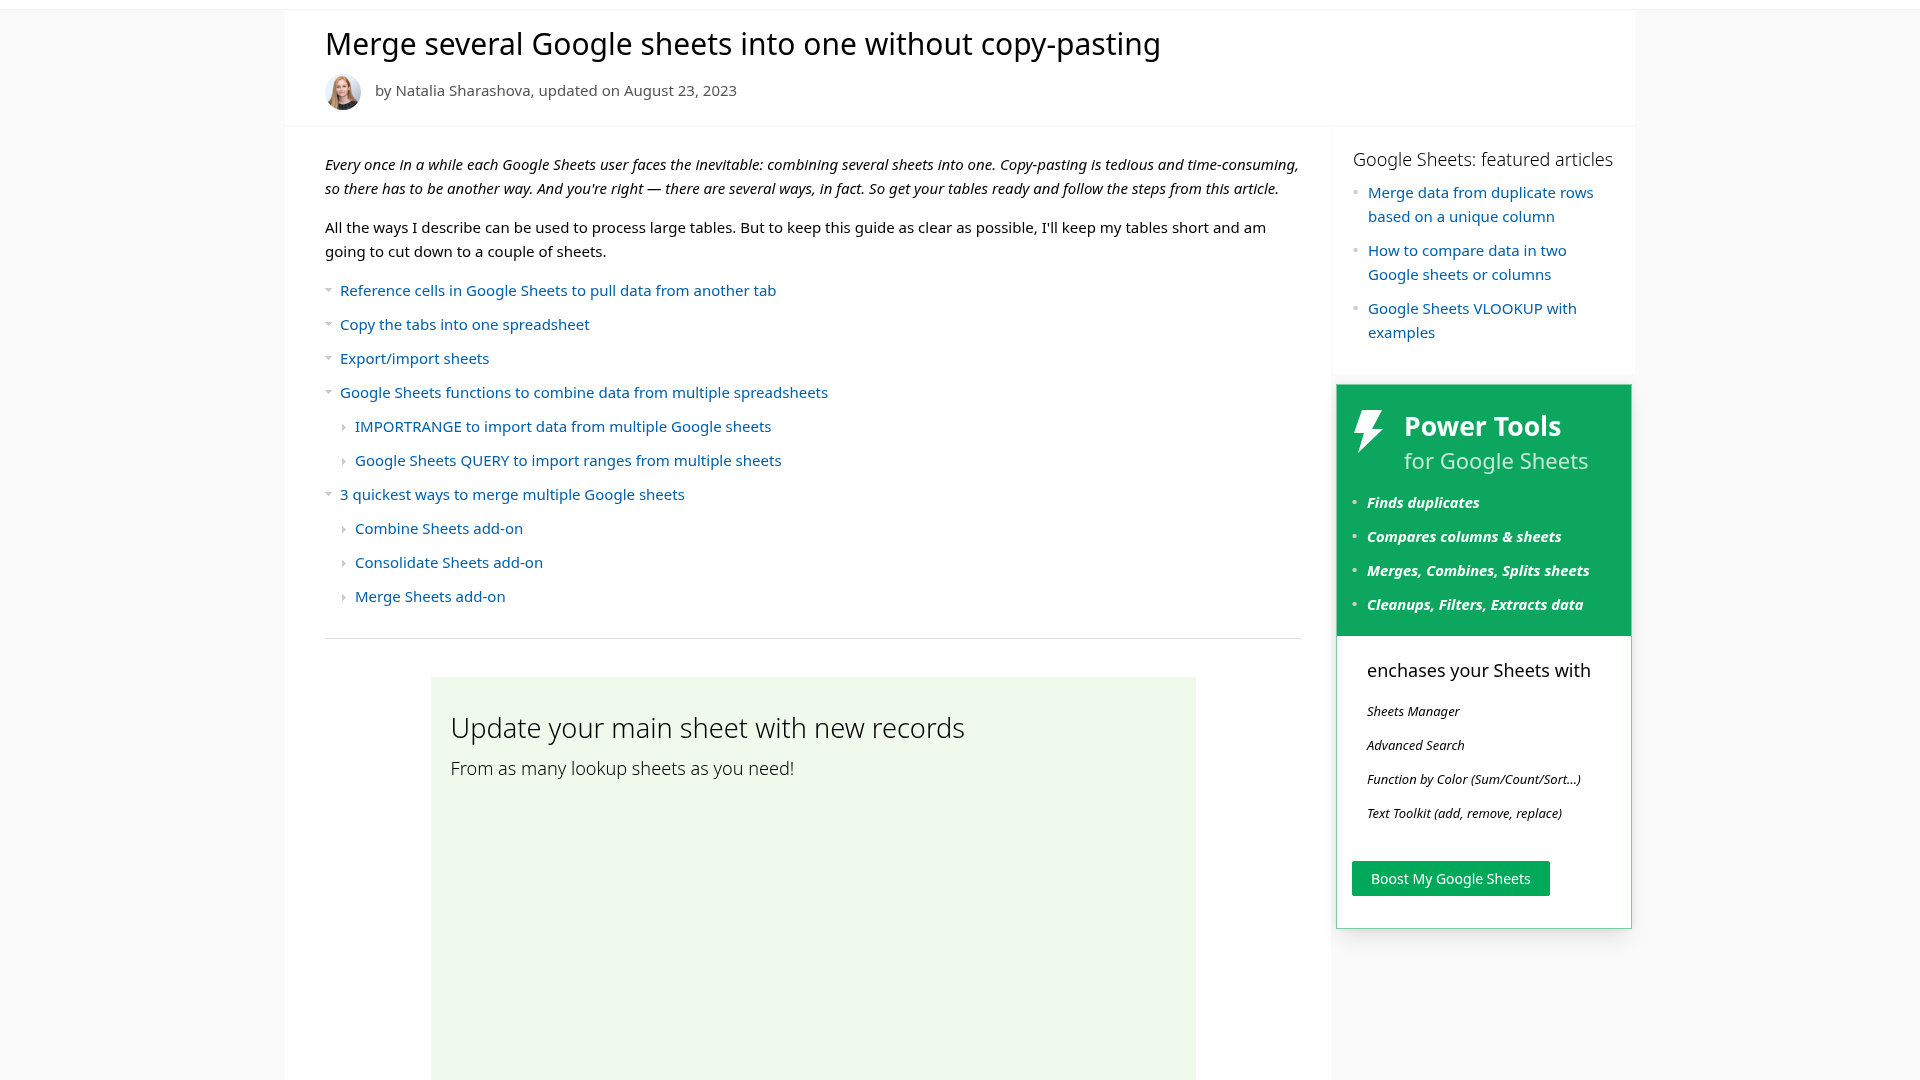 Merge several Google sheets into one without copy-pasting
by Natalia Sharashova, updated on August 23, 2023
Every once in a while each Google Sheets user faces the inevitable: combining several sheets into one. Copy-pasting is tedious and time-consuming,
so there has to be another way. And you're right — there are several ways, in fact. So get your tables ready and follow the steps from this article.
All the ways I describe can be used to process large tables. But to keep this guide as clear as possible, I'll keep my tables short and am
going to cut down to a couple of sheets.
Reference cells in Google Sheets to pull data from another tab
Copy the tabs into one spreadsheet
Export/import sheets
Google Sheets functions to combine data from multiple spreadsheets
IMPORTRANGE to import data from multiple Google sheets
Google Sheets QUERY to import ranges from multiple sheets
3 quickest ways to merge multiple Google sheets
Combine Sheets add-on
Consolidate Sheets add-on
Merge Sheets add-on
Update your main sheet with new records
From as many lookup sheets as you need!
Google Sheets: featured articles
Merge data from duplicate rows
based on a unique column
How to compare data in two
Google sheets or columns
Google Sheets VLOOKUP with
examples
Power Tools
for Google Sheets
Finds duplicates
Compares columns & sheets
Merges, Combines, Splits sheets
Cleanups, Filters, Extracts data
enchases your Sheets with
Sheets Manager
Advanced Search
Function by Color (Sum/Count/Sort...)
Text Toolkit (add, remove, replace)
Boost My Google Sheets